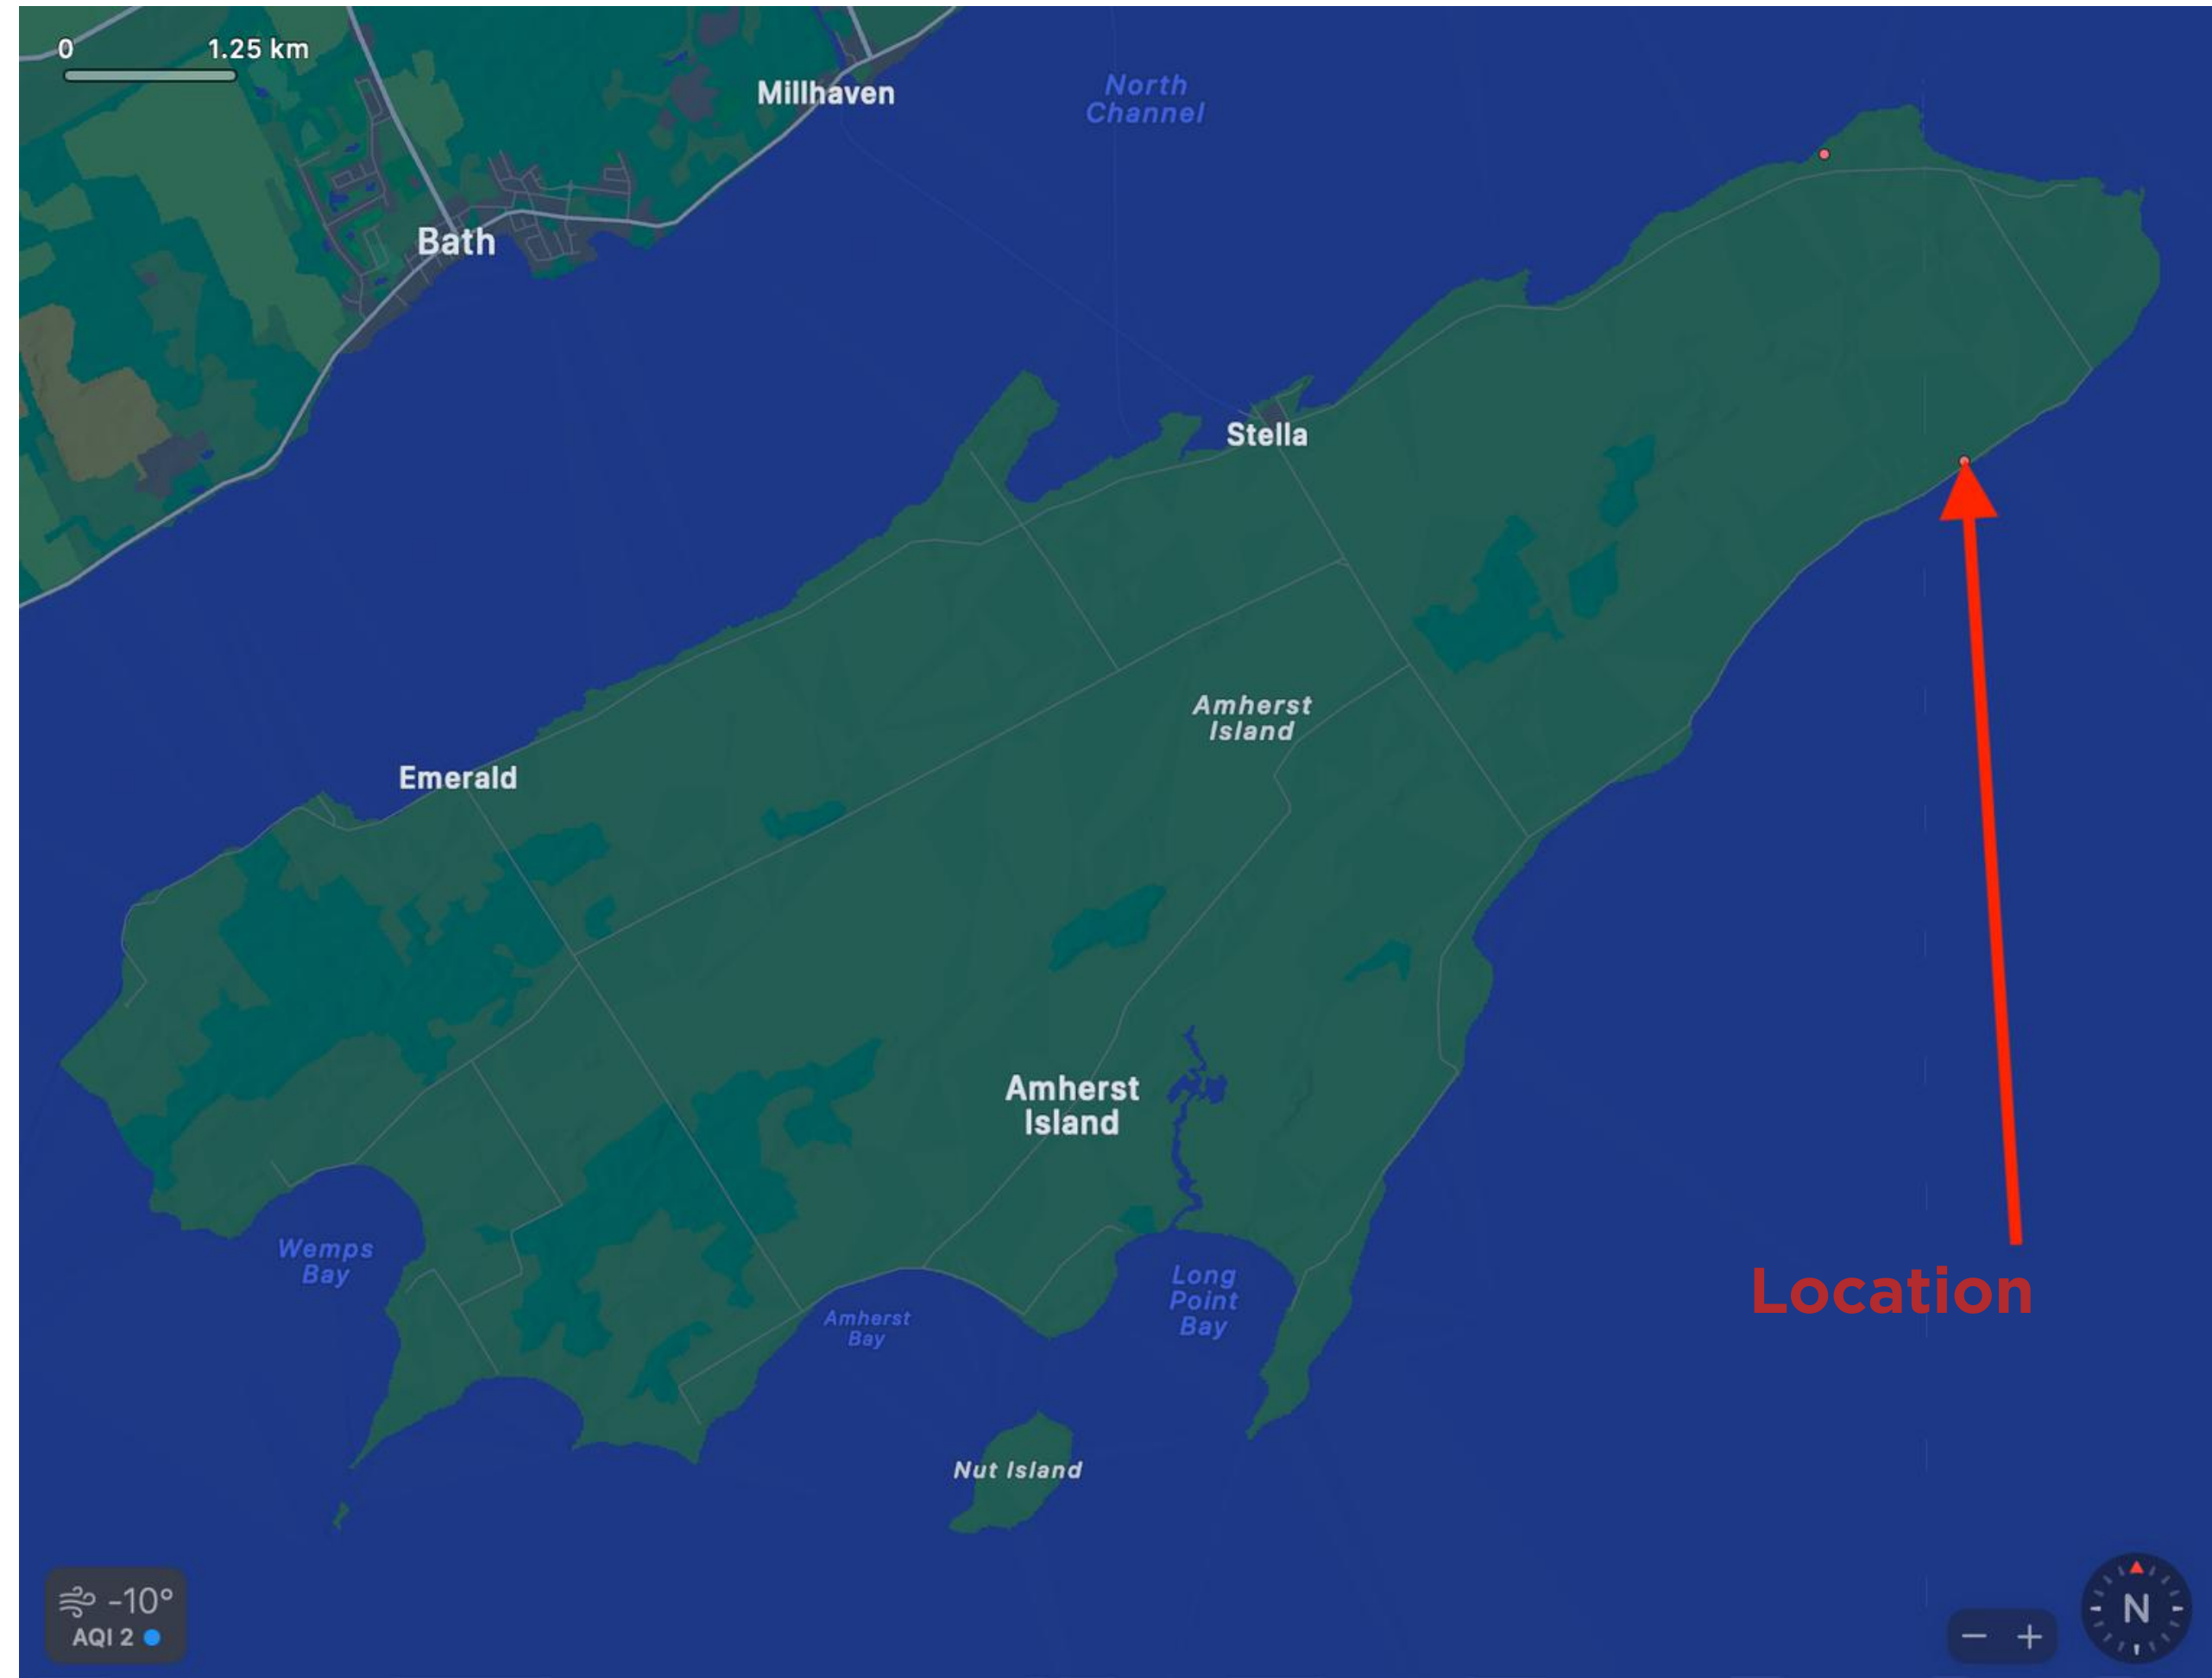 0 1.25 km
Millhaven
North
Channel
Bath
Stella
Amherst
Island
Emerald
Amherst
Island
Wemps
Bay
Long
Point
Bay
Location
Amherst
Bay
Nut Island
-10°
AQI 2
N
− +